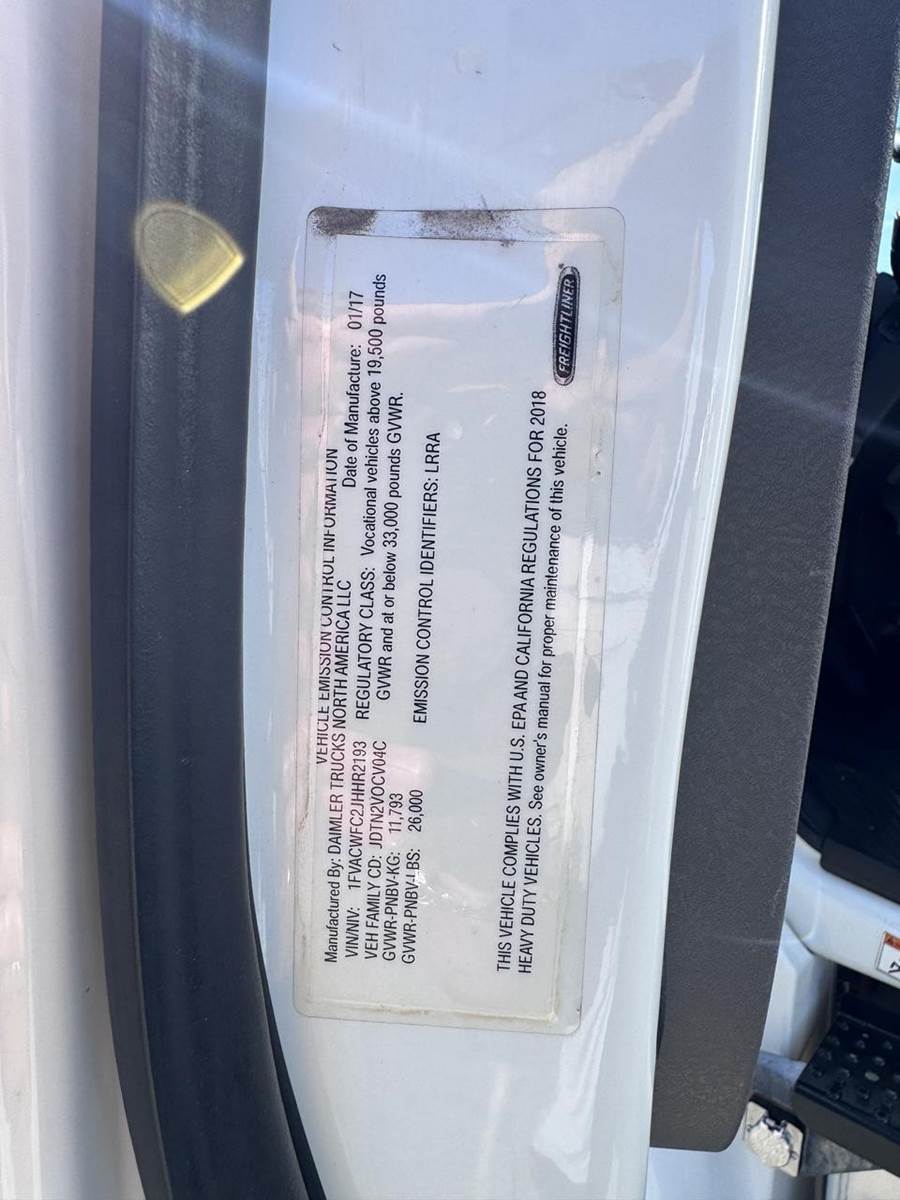 VEHICLE EMISSION CONTROL INFORMATION
Manufactured By: DAIMLER TRUCKS NORTH AMERICA LLC Date of Manufacture: 01/17
VIN/NIV: 1FVACWFC2JHHR2193 REGULATORY CLASS: Vocational vehicles above 19,500 pounds
VEH FAMILY CD: JDTN2VOCV04C GVWR and at or below 33,000 pounds GVWR.
GVWR-PNBV-KG: 11,793
GVWR-PNBV-LBS: 26,000 EMISSION CONTROL IDENTIFIERS: LRRA
THIS VEHICLE COMPLIES WITH U.S. EPA AND CALIFORNIA REGULATIONS FOR 2018
HEAVY DUTY VEHICLES. See owner's manual for proper maintenance of this vehicle.
FREIGHTLINER®